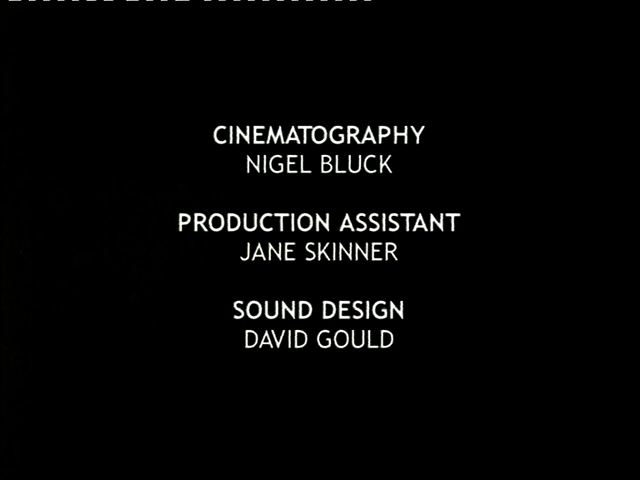 CINEMATOGRAPHY
NIGEL BLUCK
PRODUCTION ASSISTANT
JANE SKINNER
SOUND DESIGN
DAVID GOULD